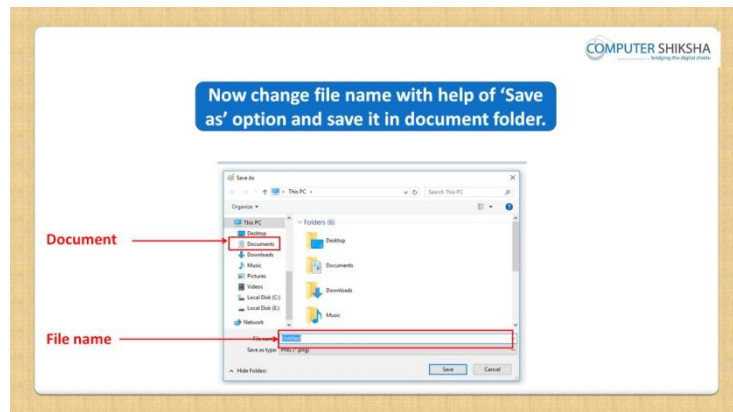 COMPUTER SHIKSHA
bridging the digital divide
Now change file name with help of ‘Save
as’ option and save it in document folder.
Save As
This PC
Search This PC
Organize
This PC
Folders (6)
Desktop
Desktop
Document
Documents
Downloads
Documents
Music
Pictures
Videos
Downloads
Local Disk (C:)
Local Disk (E:)
Music
Network
File name
File name: Untitled
Save as type: PNG (*.png)
Hide Folders
Save
Cancel